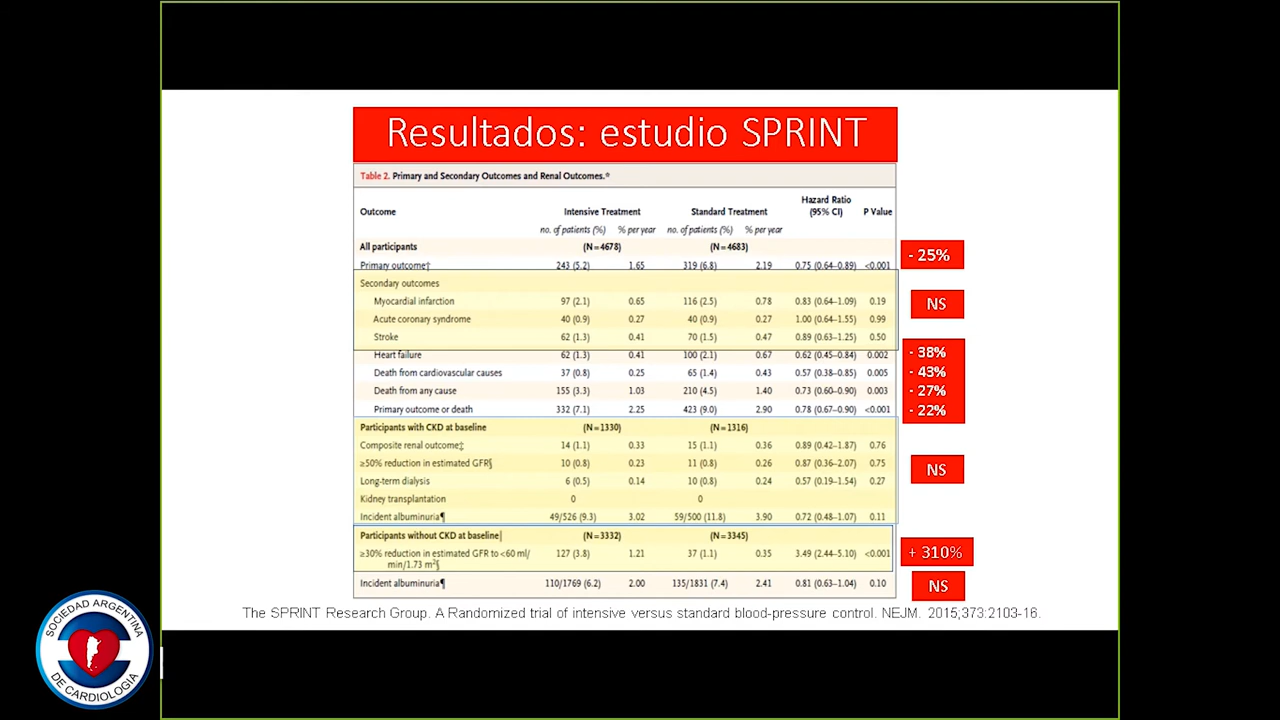 Resultados: estudio SPRINT
Table 2. Primary and Secondary Outcomes and Renal Outcomes.*
Outcome Intensive Treatment Standard Treatment Hazard Ratio (95% CI) P Value
no. of patients (%) % per year no. of patients (%) % per year
All participants (N=4678) (N=4683)
Primary outcome† 243 (5.2) 1.65 319 (6.8) 2.19 0.75 (0.64–0.89) <0.001 - 25%
Secondary outcomes
Myocardial infarction 97 (2.1) 0.65 116 (2.5) 0.78 0.83 (0.64–1.09) 0.19 NS
Acute coronary syndrome 40 (0.9) 0.27 40 (0.9) 0.27 1.00 (0.64–1.55) 0.99
Stroke 62 (1.3) 0.41 70 (1.5) 0.47 0.89 (0.63–1.25) 0.50
Heart failure 62 (1.3) 0.41 100 (2.1) 0.67 0.62 (0.45–0.84) 0.002 - 38%
Death from cardiovascular causes 37 (0.8) 0.25 65 (1.4) 0.43 0.57 (0.38–0.85) 0.005 - 43%
Death from any cause 155 (3.3) 1.03 210 (4.5) 1.40 0.73 (0.60–0.90) 0.003 - 27%
Primary outcome or death 332 (7.1) 2.25 423 (9.0) 2.90 0.78 (0.67–0.90) <0.001 - 22%
Participants with CKD at baseline (N=1330) (N=1316)
Composite renal outcome‡ 14 (1.1) 0.33 15 (1.1) 0.36 0.89 (0.42–1.87) 0.76
≥50% reduction in estimated GFR§ 10 (0.8) 0.23 11 (0.8) 0.26 0.87 (0.36–2.07) 0.75 NS
Long-term dialysis 6 (0.5) 0.14 10 (0.8) 0.24 0.57 (0.19–1.54) 0.27
Kidney transplantation 0 0
Incident albuminuria¶ 49/526 (9.3) 3.02 59/500 (11.8) 3.90 0.72 (0.48–1.07) 0.11
Participants without CKD at baseline| (N=3332) (N=3345)
≥30% reduction in estimated GFR to <60 ml/ 127 (3.8) 1.21 37 (1.1) 0.35 3.49 (2.44–5.10) <0.001 + 310%
min/1.73 m²§
Incident albuminuria¶ 110/1769 (6.2) 2.00 135/1831 (7.4) 2.41 0.81 (0.63–1.04) 0.10 NS
The SPRINT Research Group. A Randomized trial of intensive versus standard blood-pressure control. NEJM. 2015;373:2103-16.
SOCIEDAD ARGENTINA
DE CARDIOLOGIA